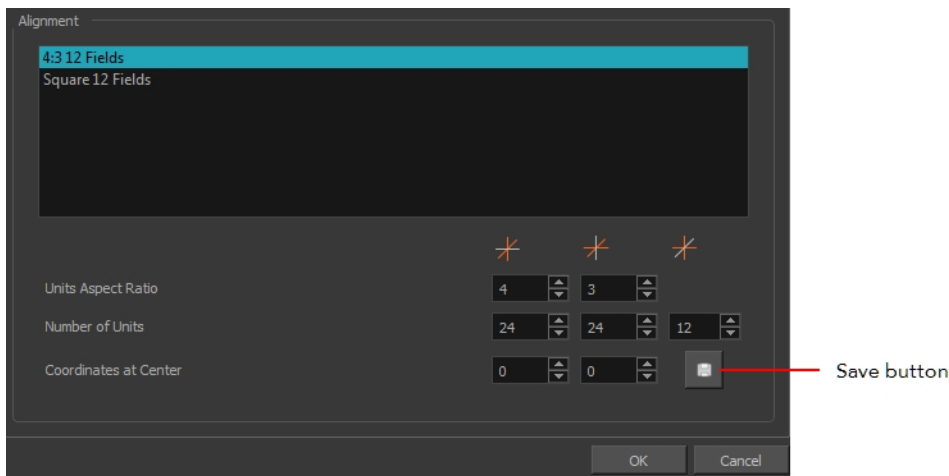 Alignment
4:3 12 Fields
Square 12 Fields
Units Aspect Ratio 4 3
Number of Units 24 24 12
Coordinates at Center 0 0 Save button
OK Cancel